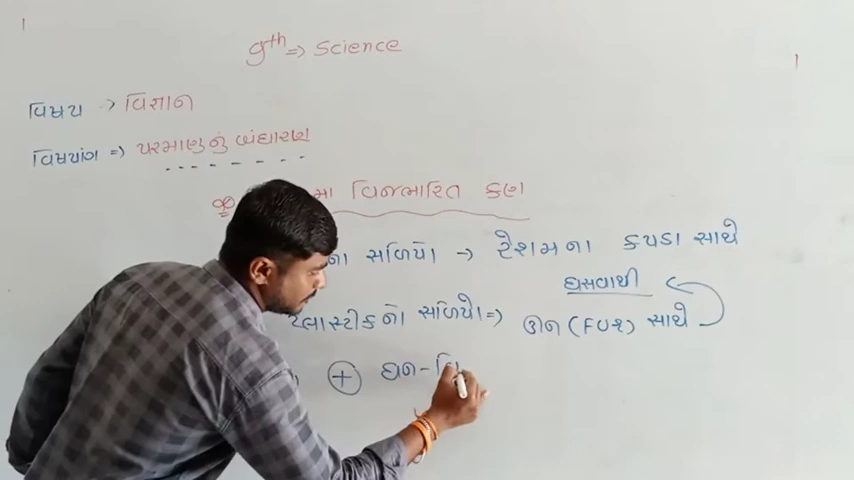 9th => Science
વિષય -> વિજ્ઞાન
વિષયાંગ => પરમાણુનું બંધારણ
મા વિજભારિત કણ
ના સળિયો -> રેશમના કપડા સાથે
ઘસવાથી
પ્લાસ્ટીકનો સળિયો => ઊન (FUR) સાથે
+ ધન - વિ